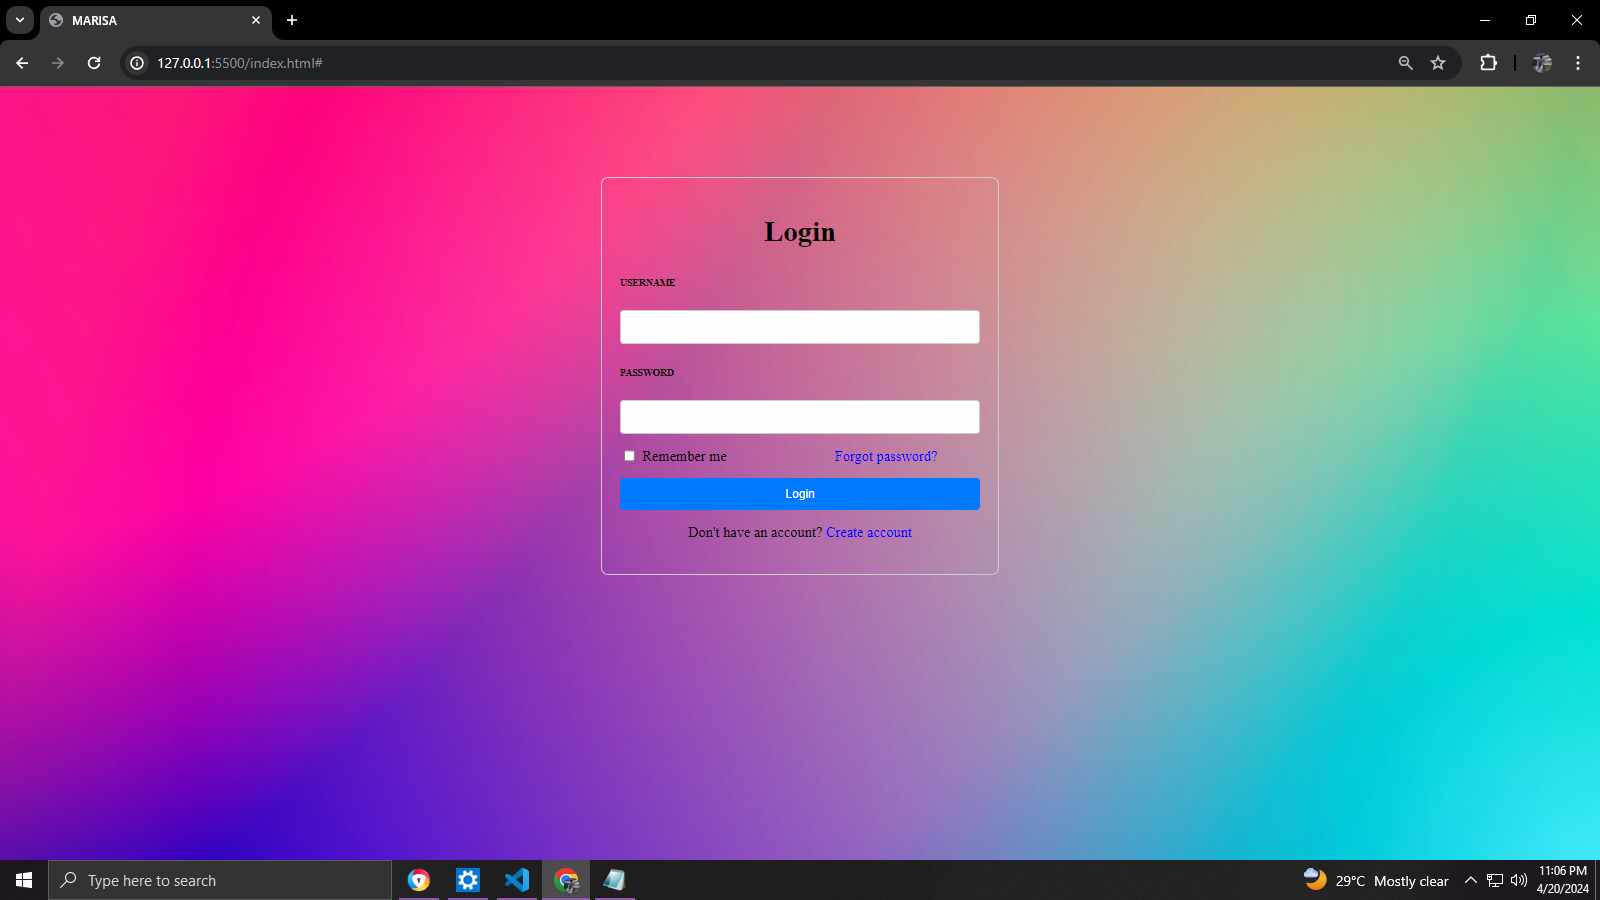 MARISA
127.0.0.1:5500/index.html#
Login
USERNAME
PASSWORD
Remember me Forgot password?
Login
Don't have an account? Create account
Type here to search
29°C Mostly clear
11:06 PM
4/20/2024